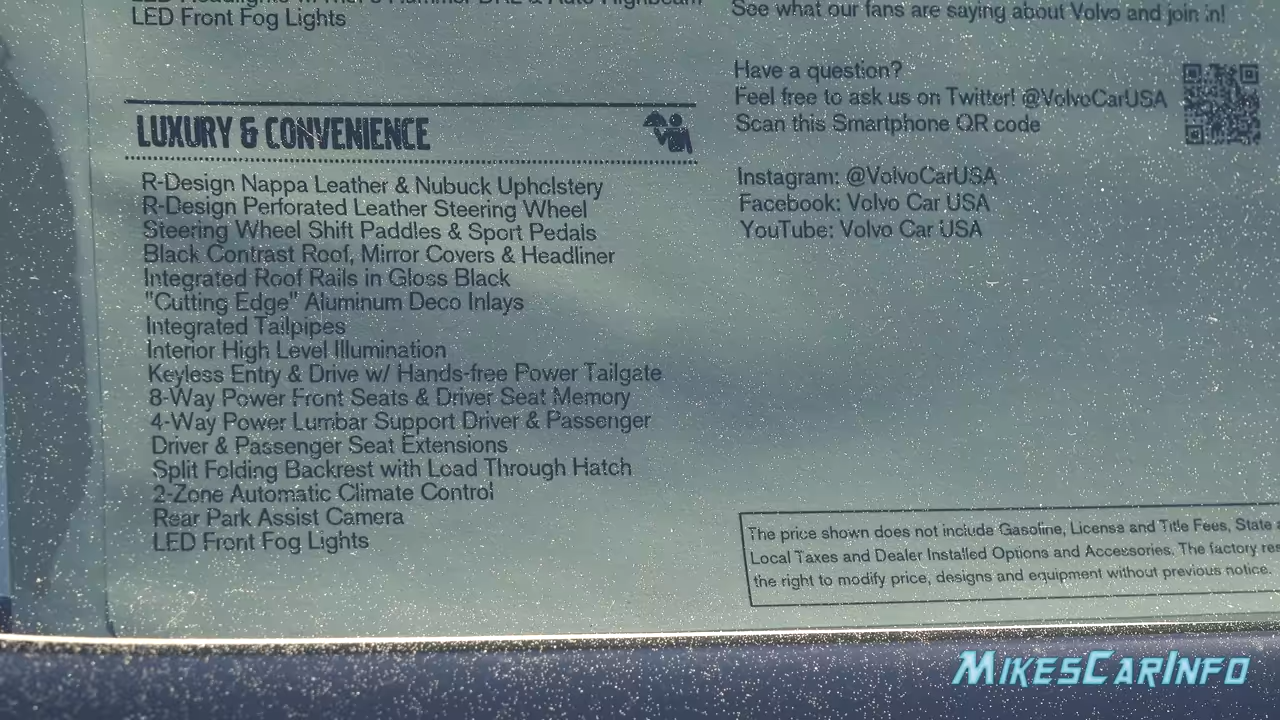 LED Headlights w/ Thor's Hammer DRL & Auto Highbeam
LED Front Fog Lights
LUXURY & CONVENIENCE
R-Design Nappa Leather & Nubuck Upholstery
R-Design Perforated Leather Steering Wheel
Steering Wheel Shift Paddles & Sport Pedals
Black Contrast Roof, Mirror Covers & Headliner
Integrated Roof Rails in Gloss Black
"Cutting Edge" Aluminum Deco Inlays
Integrated Tailpipes
Interior High Level Illumination
Keyless Entry & Drive w/ Hands-free Power Tailgate
8-Way Power Front Seats & Driver Seat Memory
4-Way Power Lumbar Support Driver & Passenger
Driver & Passenger Seat Extensions
Split Folding Backrest with Load Through Hatch
2-Zone Automatic Climate Control
Rear Park Assist Camera
LED Front Fog Lights
See what our fans are saying about Volvo and join in!
Have a question?
Feel free to ask us on Twitter! @VolvoCarUSA
Scan this Smartphone QR code
Instagram: @VolvoCarUSA
Facebook: Volvo Car USA
YouTube: Volvo Car USA
The price shown does not include Gasoline, License and Title Fees, State
Local Taxes and Dealer Installed Options and Accessories. The factory res
the right to modify price, designs and equipment without previous notice.
MIKESCARINFO